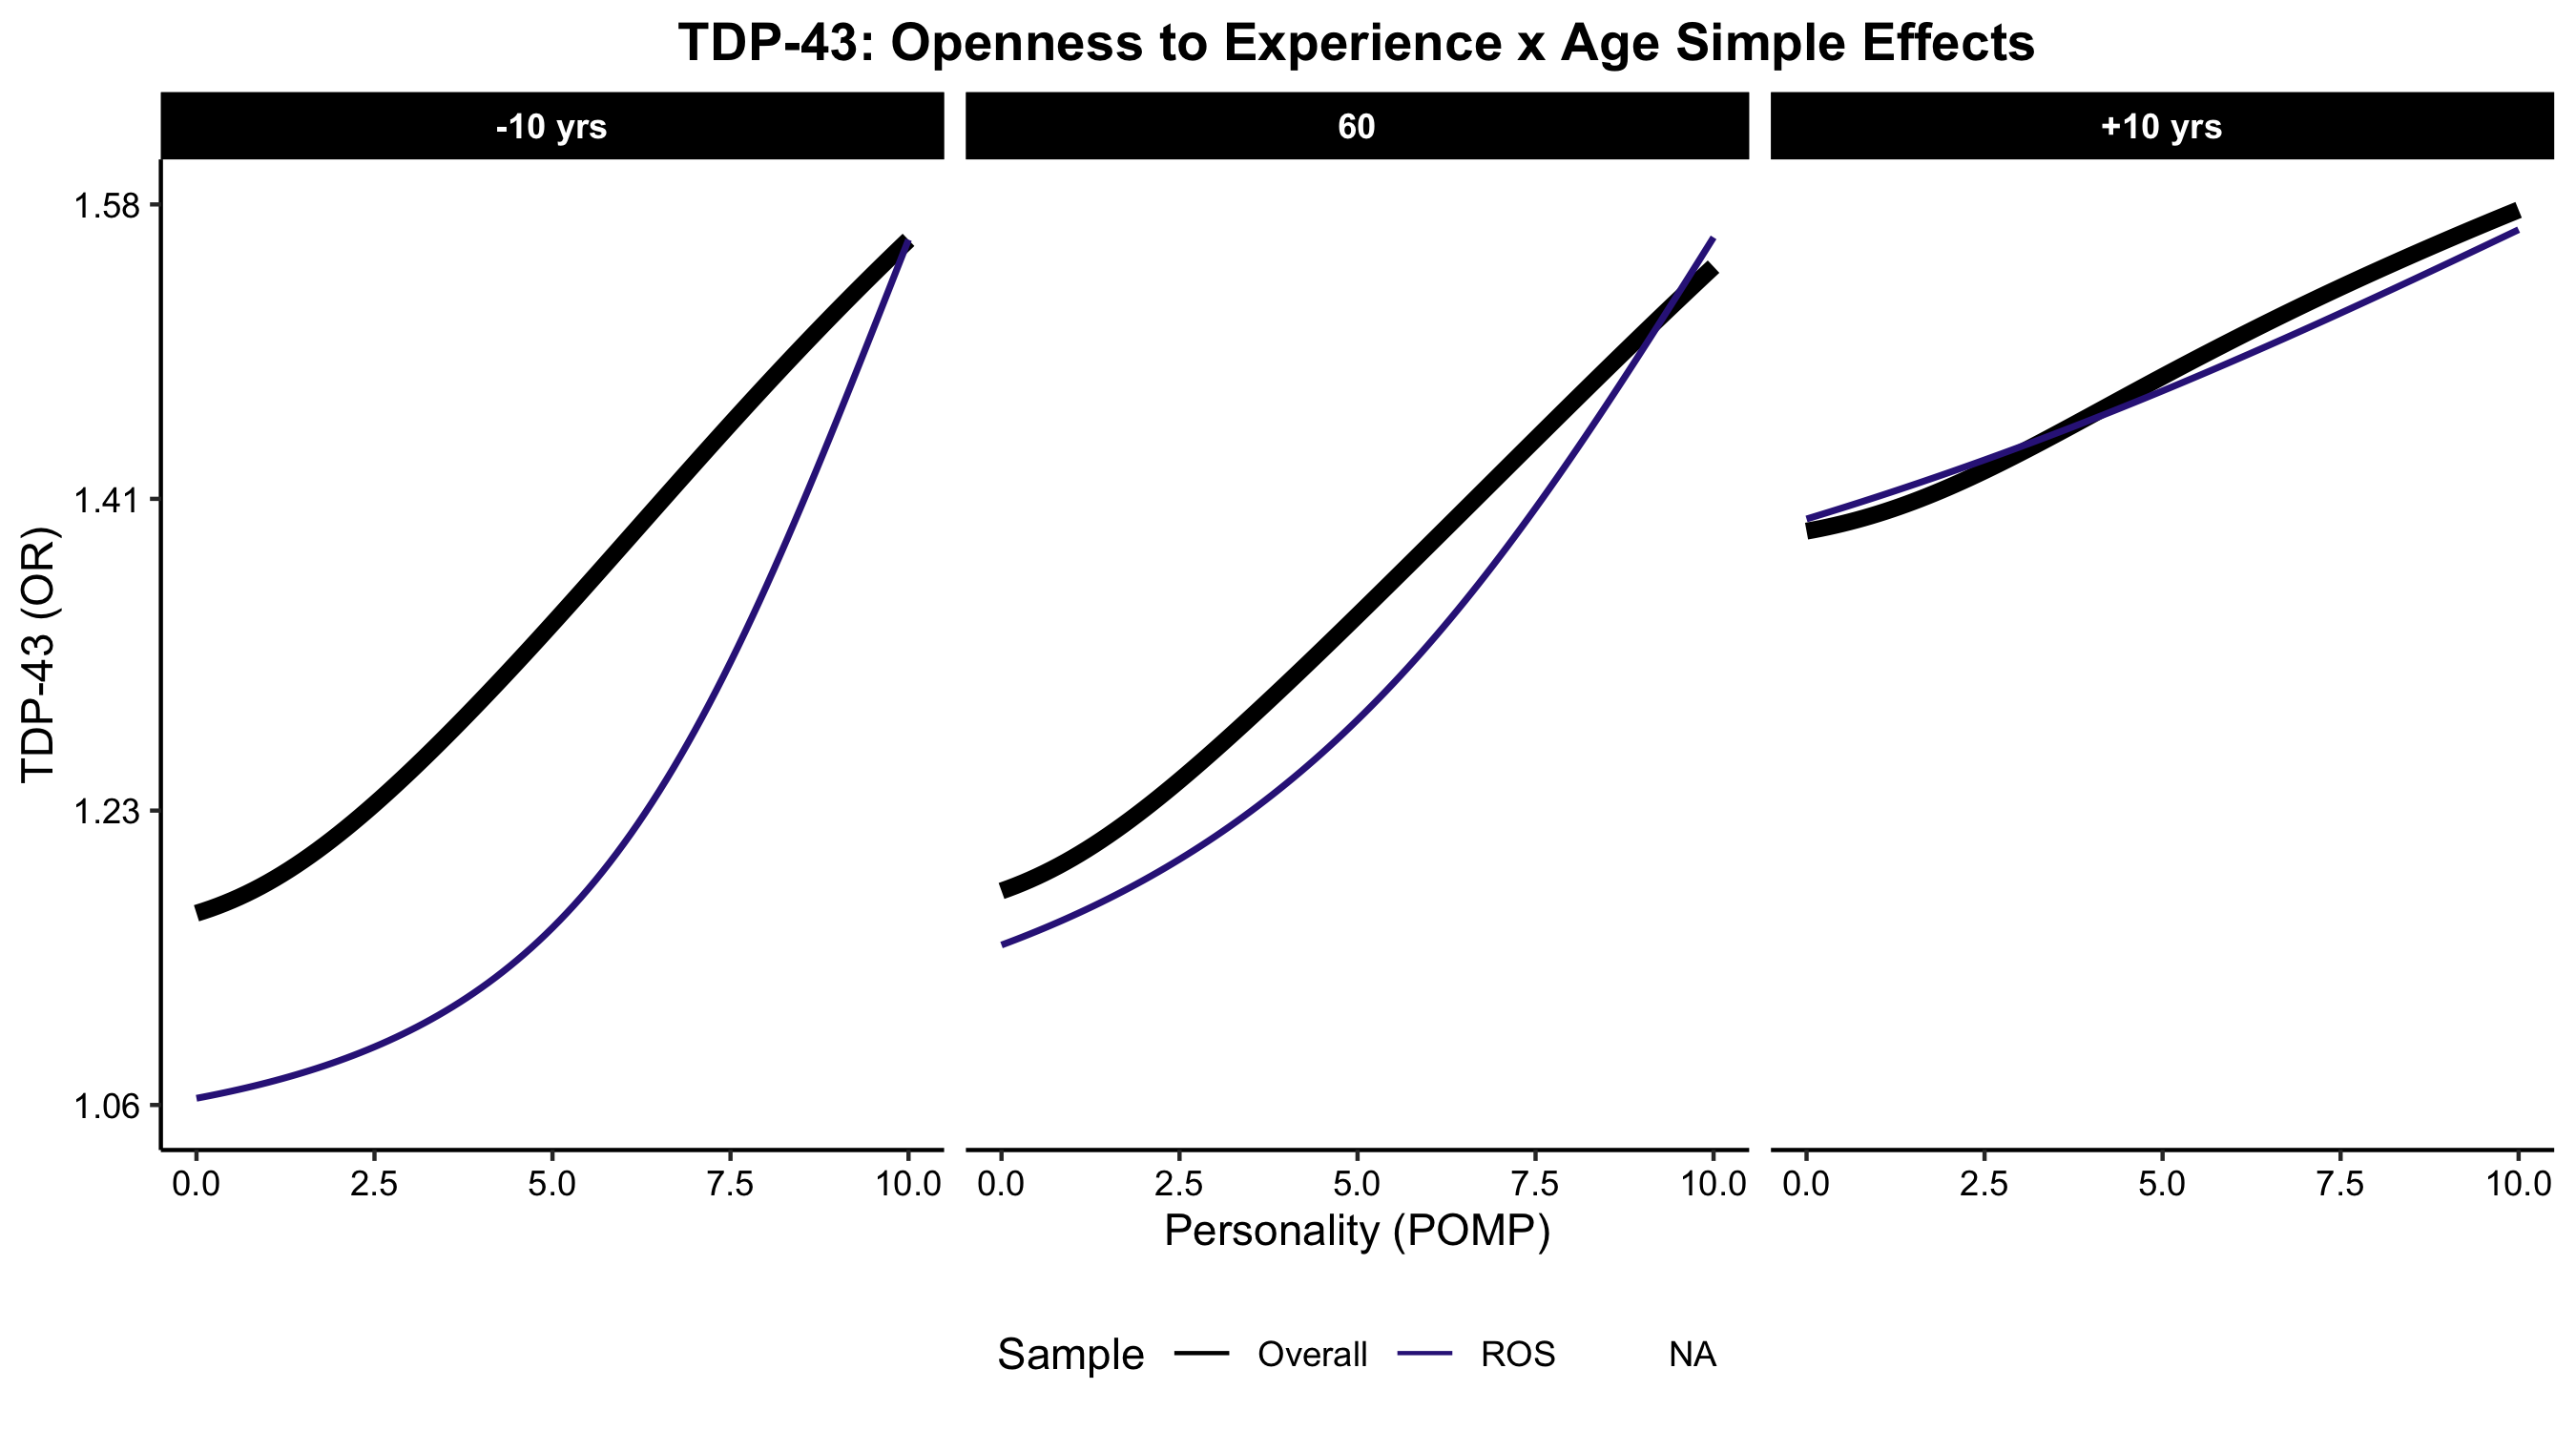 TDP-43: Openness to Experience x Age Simple Effects
-10 yrs
60
+10 yrs
1.58
1.41
1.23
1.06
TDP-43 (OR)
0.0 2.5 5.0 7.5 10.0 0.0 2.5 5.0 7.5 10.0 0.0 2.5 5.0 7.5 10.0
Personality (POMP)
Sample Overall ROS NA